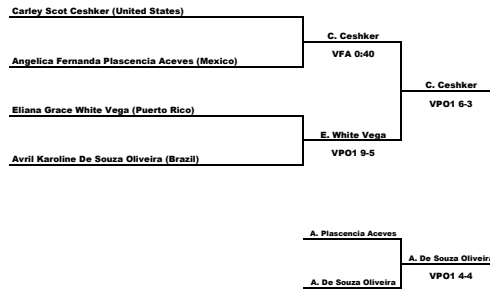 Carley Scot Ceshker (United States)
C. Ceshker
VFA 0:40
Angelica Fernanda Plascencia Aceves (Mexico)
C. Ceshker
VPO1 6-3
Eliana Grace White Vega (Puerto Rico)
E. White Vega
VPO1 9-5
Avril Karoline De Souza Oliveira (Brazil)
A. Plascencia Aceves
A. De Souza Oliveira
VPO1 4-4
A. De Souza Oliveira